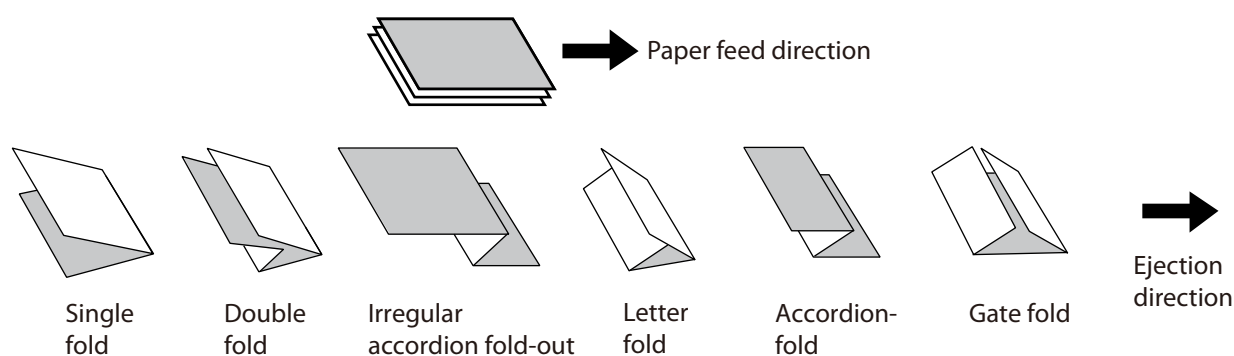 Paper feed direction
Single
fold
Double
fold
Irregular
accordion fold-out
Letter
fold
Accordion-
fold
Gate fold
Ejection
direction